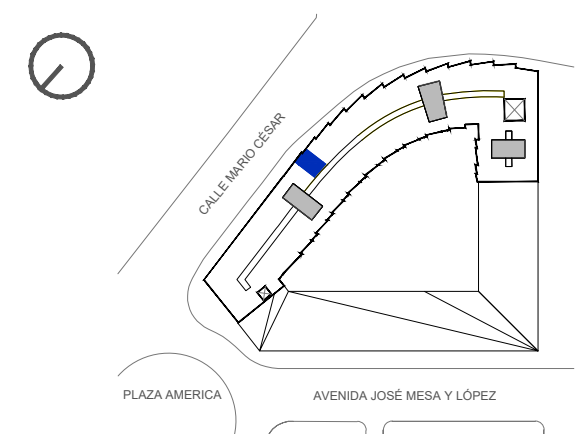 CALLE MARIO CÉSAR
PLAZA AMERICA
AVENIDA JOSÉ MESA Y LÓPEZ